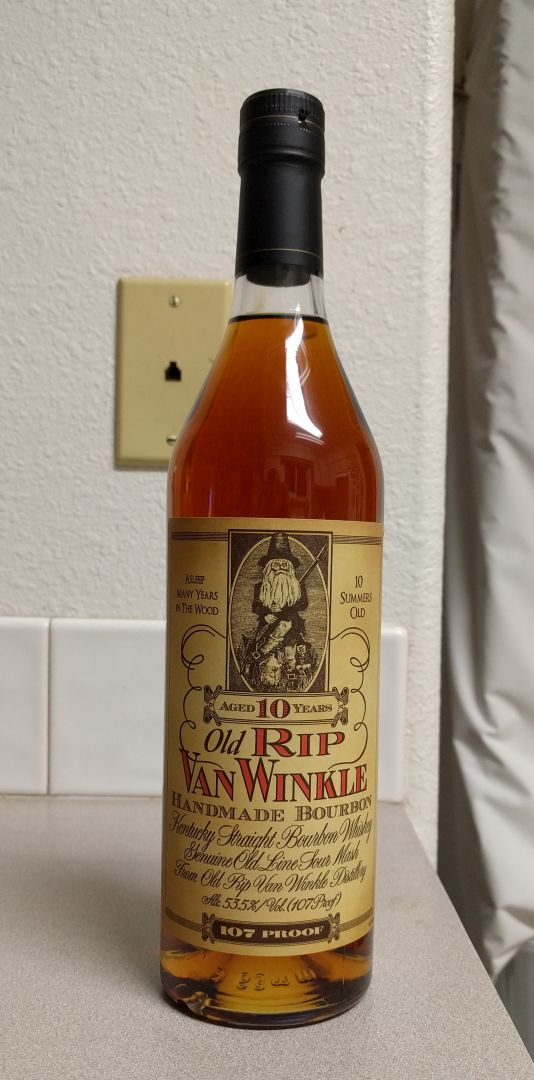 ASLEEP
MANY YEARS
IN THE WOOD
10
SUMMERS
OLD
AGED 10 YEARS
Old RIP
VAN WINKLE
HANDMADE BOURBON
Kentucky Straight Bourbon Whiskey
Genuine Old Line Sour Mash
From Old Rip Van Winkle Distillery
Alc. 53.5%/Vol. (107 Proof)
107 PROOF